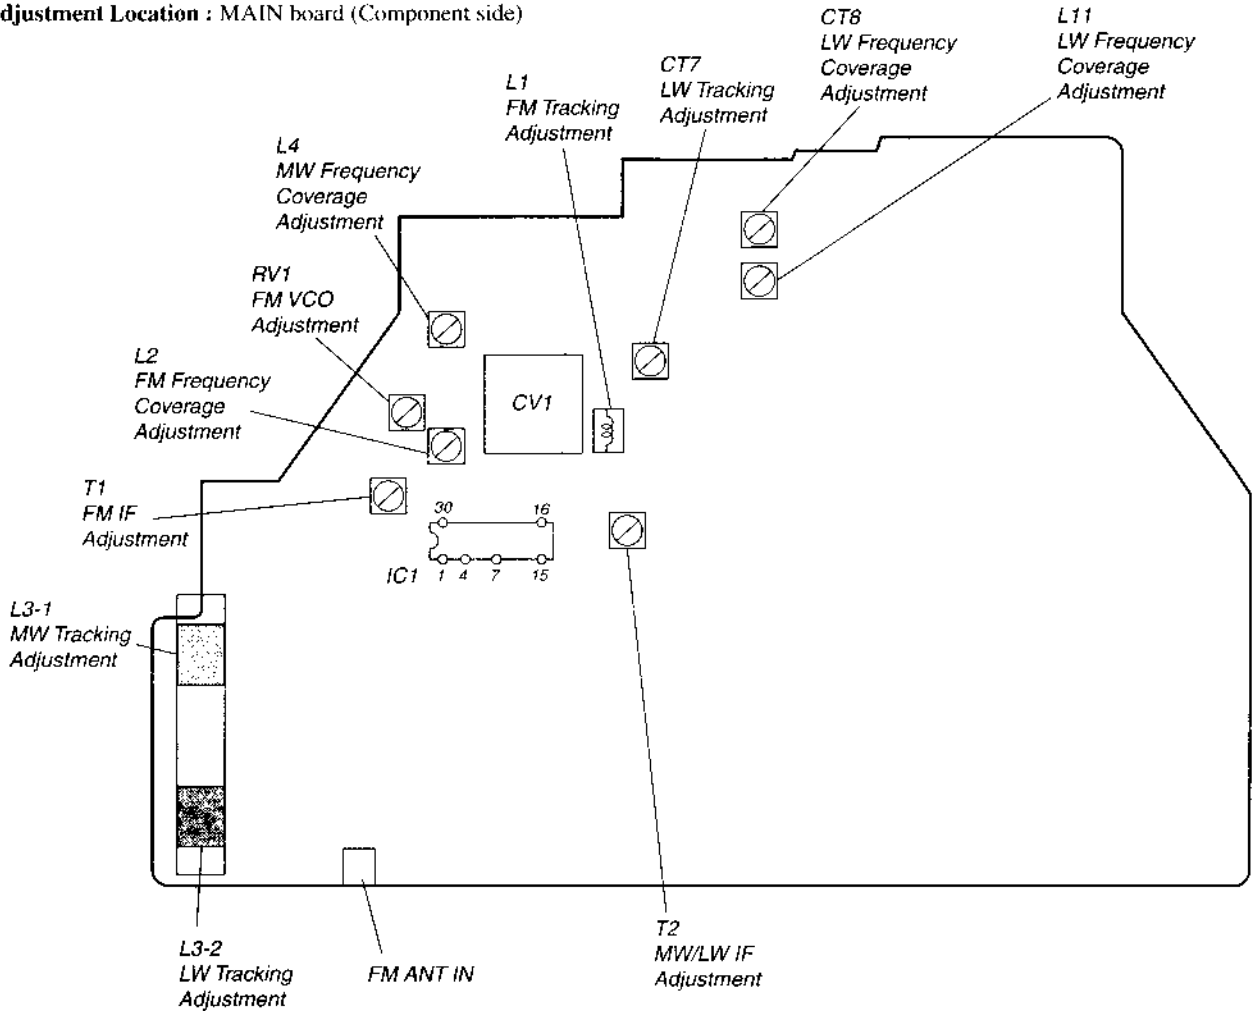 djustment Location : MAIN board (Component side)
CT8
LW Frequency
Coverage
Adjustment
L11
LW Frequency
Coverage
Adjustment
CT7
LW Tracking
Adjustment
L1
FM Tracking
Adjustment
L4
MW Frequency
Coverage
Adjustment
RV1
FM VCO
Adjustment
L2
FM Frequency
Coverage
Adjustment
CV1
T1
FM IF
Adjustment
30
16
IC1
1
4
7
15
L3-1
MW Tracking
Adjustment
L3-2
LW Tracking
Adjustment
FM ANT IN
T2
MW/LW IF
Adjustment